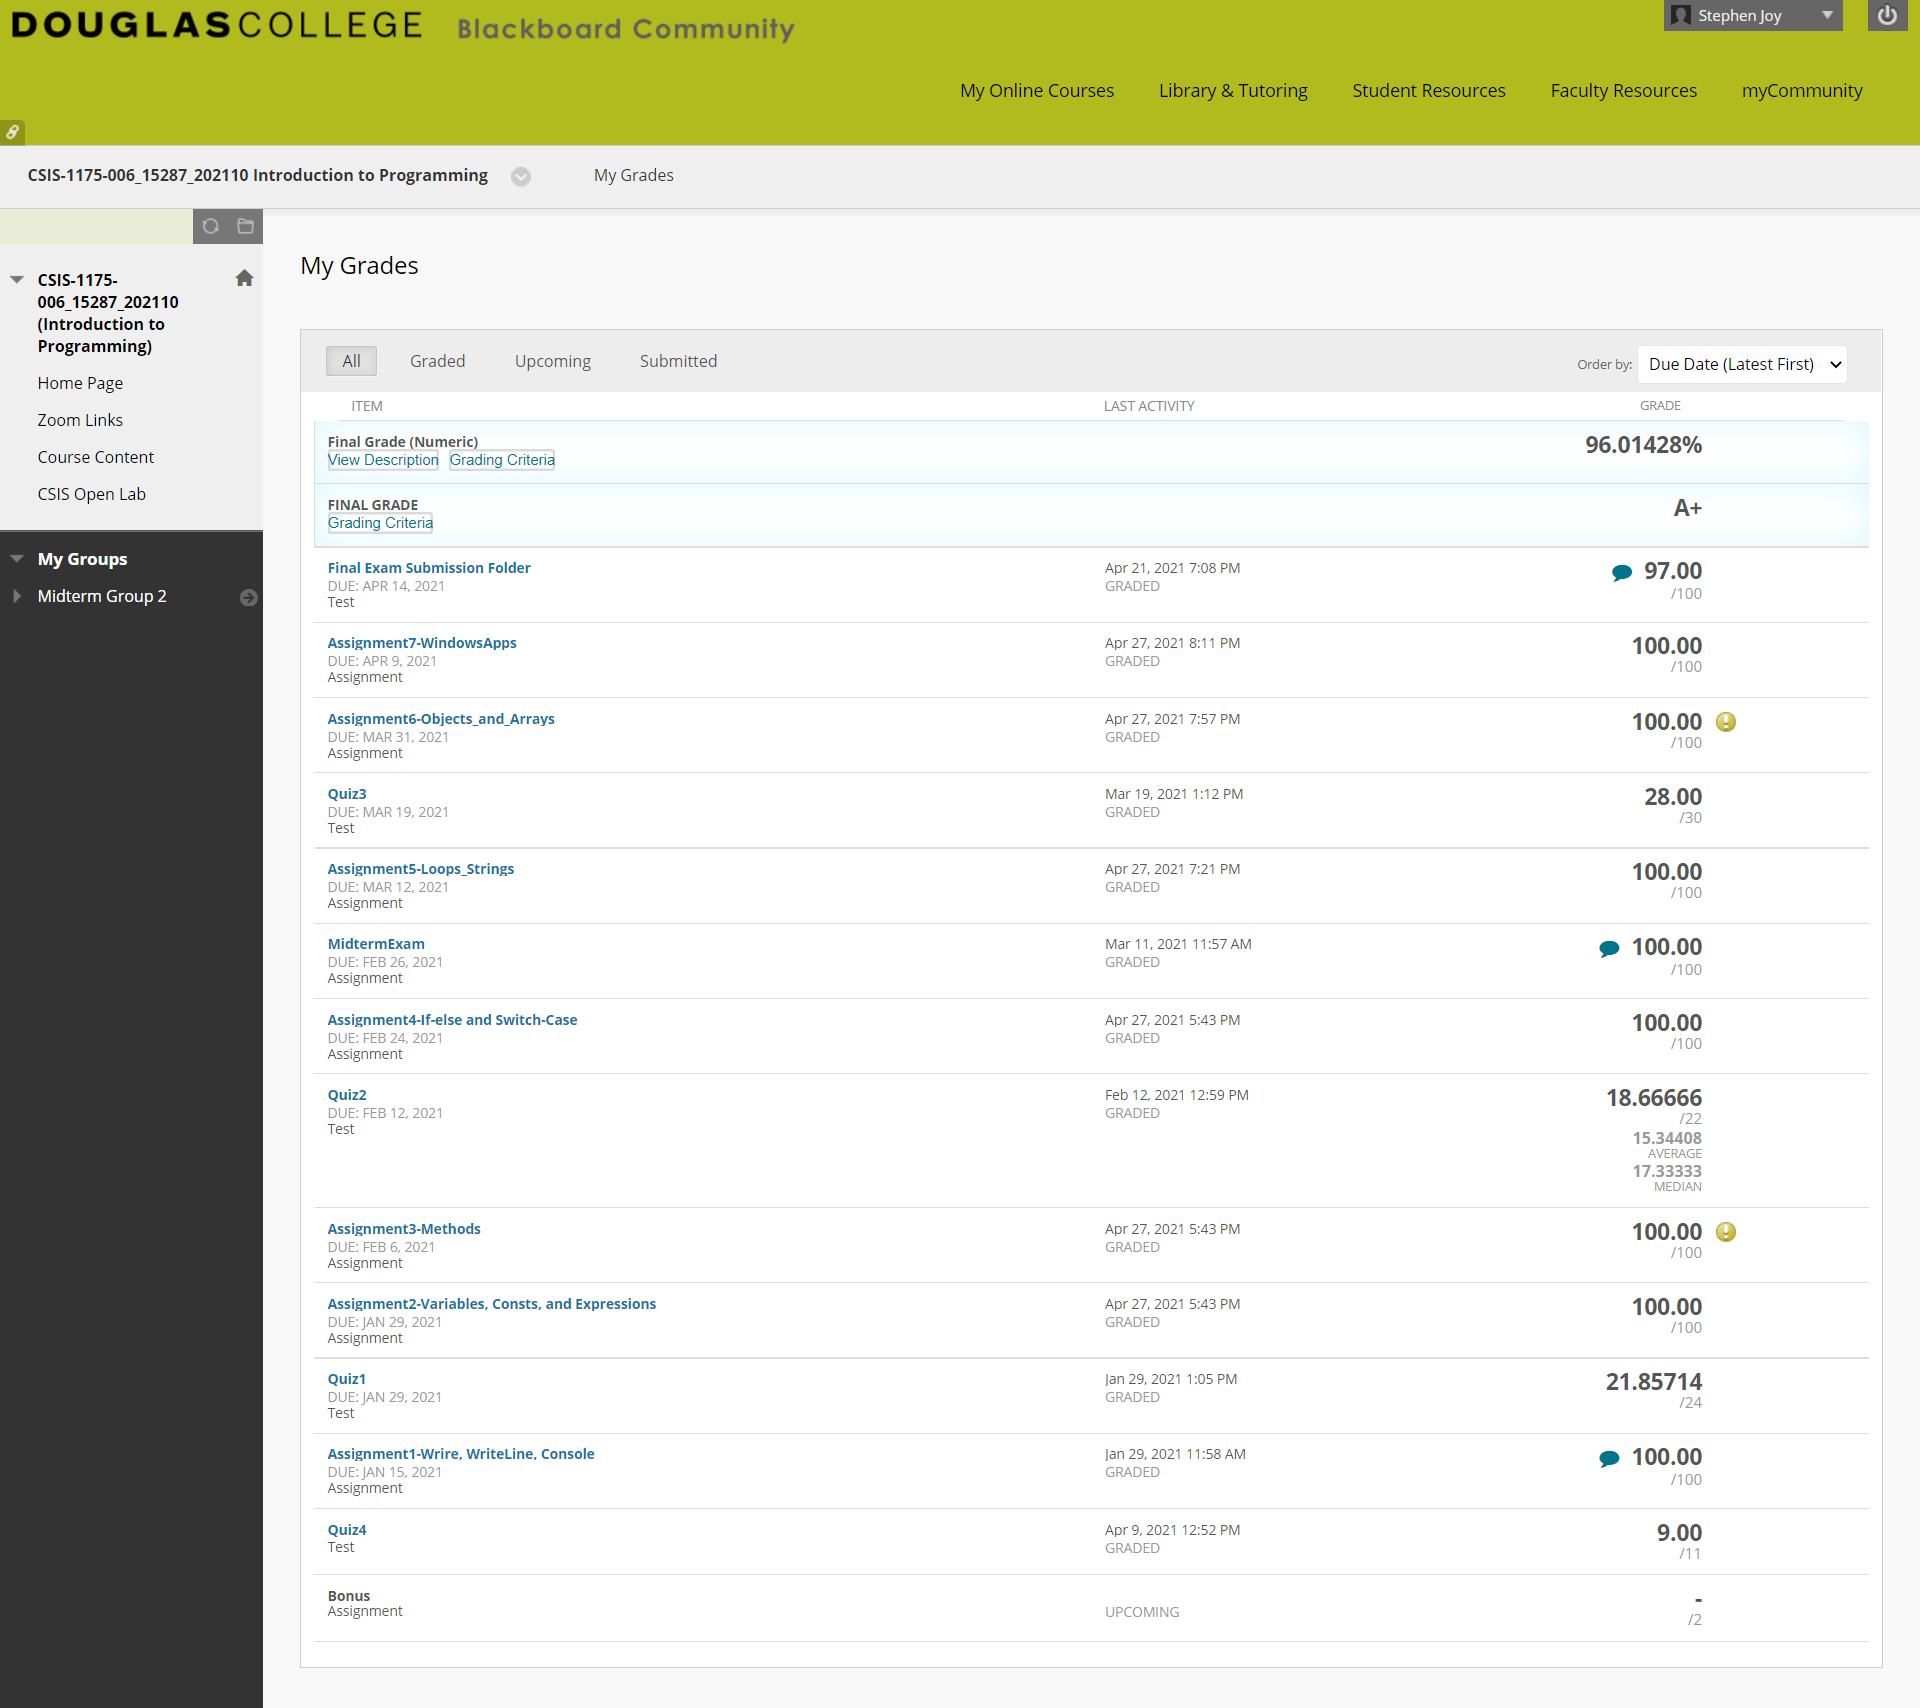 DOUGLASCOLLEGE Blackboard Community
Stephen Joy
My Online Courses Library & Tutoring Student Resources Faculty Resources myCommunity
CSIS-1175-006_15287_202110 Introduction to Programming My Grades
CSIS-1175-
006_15287_202110
(Introduction to
Programming)
Home Page
Zoom Links
Course Content
CSIS Open Lab
My Groups
Midterm Group 2
My Grades
All Graded Upcoming Submitted
Order by: Due Date (Latest First)
ITEM LAST ACTIVITY GRADE
Final Grade (Numeric) 96.01428%
View Description Grading Criteria
FINAL GRADE A+
Grading Criteria
Final Exam Submission Folder Apr 21, 2021 7:08 PM 97.00
DUE: APR 14, 2021 GRADED /100
Test
Assignment7-WindowsApps Apr 27, 2021 8:11 PM 100.00
DUE: APR 9, 2021 GRADED /100
Assignment
Assignment6-Objects_and_Arrays Apr 27, 2021 7:57 PM 100.00
DUE: MAR 31, 2021 GRADED /100
Assignment
Quiz3 Mar 19, 2021 1:12 PM 28.00
DUE: MAR 19, 2021 GRADED /30
Test
Assignment5-Loops_Strings Apr 27, 2021 7:21 PM 100.00
DUE: MAR 12, 2021 GRADED /100
Assignment
MidtermExam Mar 11, 2021 11:57 AM 100.00
DUE: FEB 26, 2021 GRADED /100
Assignment
Assignment4-If-else and Switch-Case Apr 27, 2021 5:43 PM 100.00
DUE: FEB 24, 2021 GRADED /100
Assignment
Quiz2 Feb 12, 2021 12:59 PM 18.66666
DUE: FEB 12, 2021 GRADED /22
Test
15.34408
AVERAGE
17.33333
MEDIAN
Assignment3-Methods Apr 27, 2021 5:43 PM 100.00
DUE: FEB 6, 2021 GRADED /100
Assignment
Assignment2-Variables, Consts, and Expressions Apr 27, 2021 5:43 PM 100.00
DUE: JAN 29, 2021 GRADED /100
Assignment
Quiz1 Jan 29, 2021 1:05 PM 21.85714
DUE: JAN 29, 2021 GRADED /24
Test
Assignment1-Wrire, WriteLine, Console Jan 29, 2021 11:58 AM 100.00
DUE: JAN 15, 2021 GRADED /100
Assignment
Quiz4 Apr 9, 2021 12:52 PM 9.00
Test GRADED /11
Bonus -
Assignment UPCOMING /2